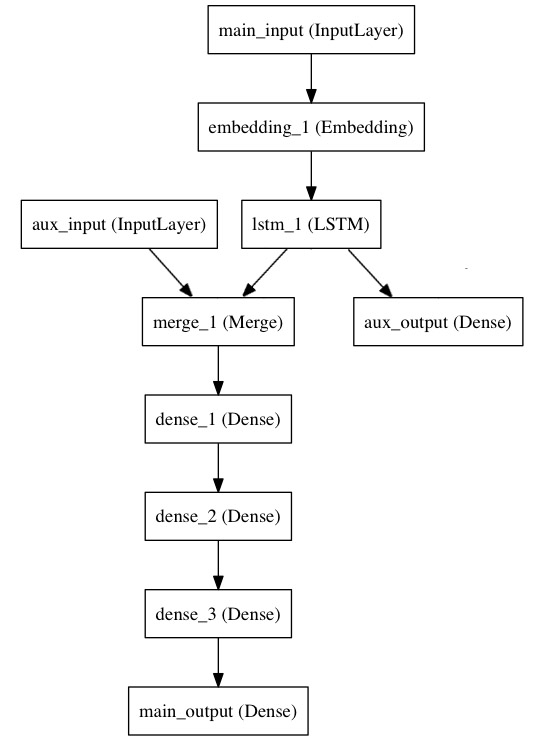 main_input (InputLayer)
embedding_1 (Embedding)
aux_input (InputLayer)
lstm_1 (LSTM)
merge_1 (Merge)
aux_output (Dense)
dense_1 (Dense)
dense_2 (Dense)
dense_3 (Dense)
main_output (Dense)